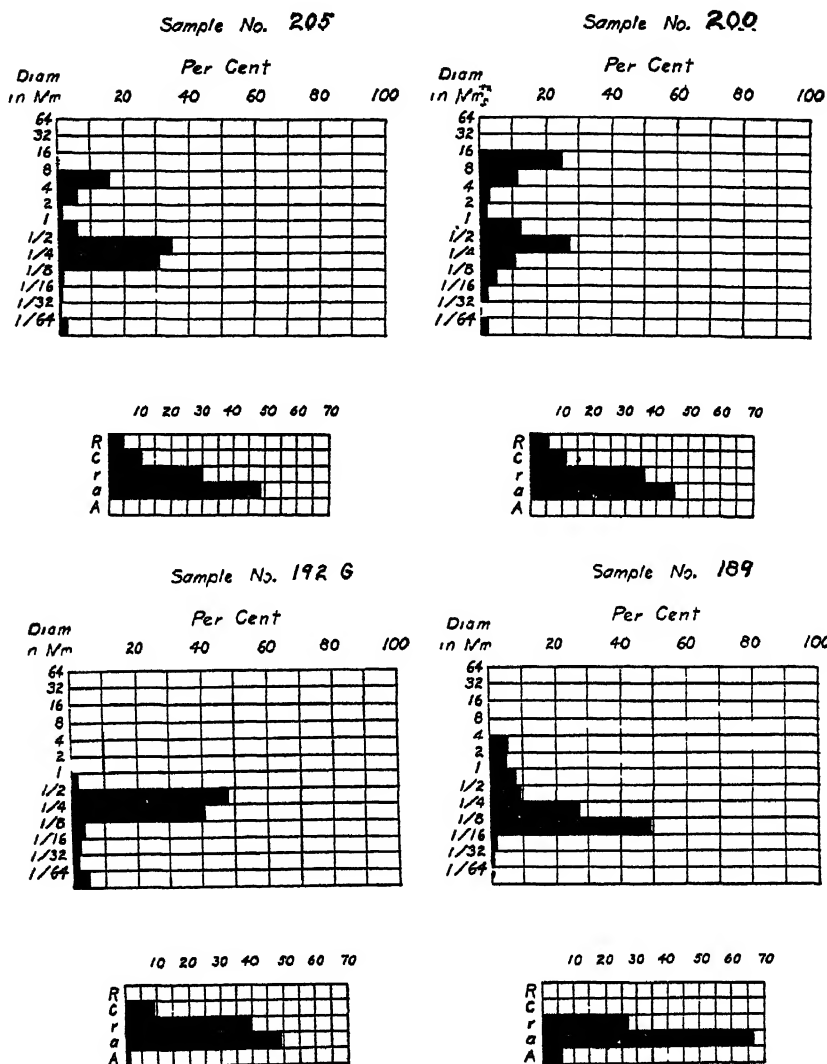 Sample No. 205
Per Cent
Diam
in Mm 20 40 60 80 100
64
32
16
8
4
2
1
1/2
1/4
1/8
1/16
1/32
1/64
10 20 30 40 50 60 70
R
C
r
a
A
Sample No. 200
Per Cent
Diam
in 20 40 60 80 100
64
32
16
8
4
2
1
1/2
1/4
1/8
1/16
1/32
1/64
10 20 30 40 50 60 70
R
C
r
a
A
Sample No. 192 G
Per Cent
Diam
n Mm 20 40 60 80 100
64
32
16
8
4
2
1
1/2
1/4
1/8
1/16
1/32
1/64
10 20 30 40 50 60 70
R
C
r
a
A
Sample No. 189
Per Cent
Diam
in Mm 20 40 60 80 100
64
32
16
8
4
2
1
1/2
1/4
1/8
1/16
1/32
1/64
10 20 30 40 50 60 70
R
C
r
a
A